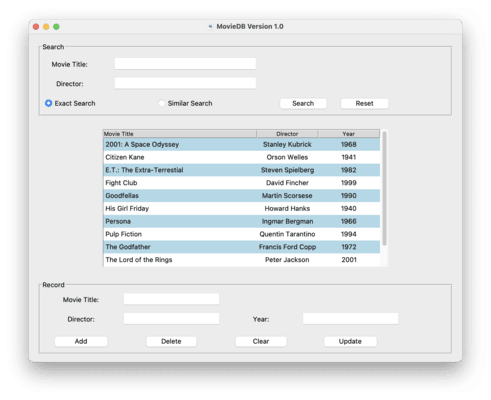 MovieDB Version 1.0
Search
Movie Title:
Director:
Exact Search Similar Search Search Reset
Movie Title Director Year
2001: A Space Odyssey Stanley Kubrick 1968
Citizen Kane Orson Welles 1941
E.T.: The Extra-Terrestial Steven Spielberg 1982
Fight Club David Fincher 1999
Goodfellas Martin Scorsese 1990
His Girl Friday Howard Hanks 1940
Persona Ingmar Bergman 1966
Pulp Fiction Quentin Tarantino 1994
The Godfather Francis Ford Copp 1972
The Lord of the Rings Peter Jackson 2001
Record
Movie Title:
Director: Year:
Add Delete Clear Update